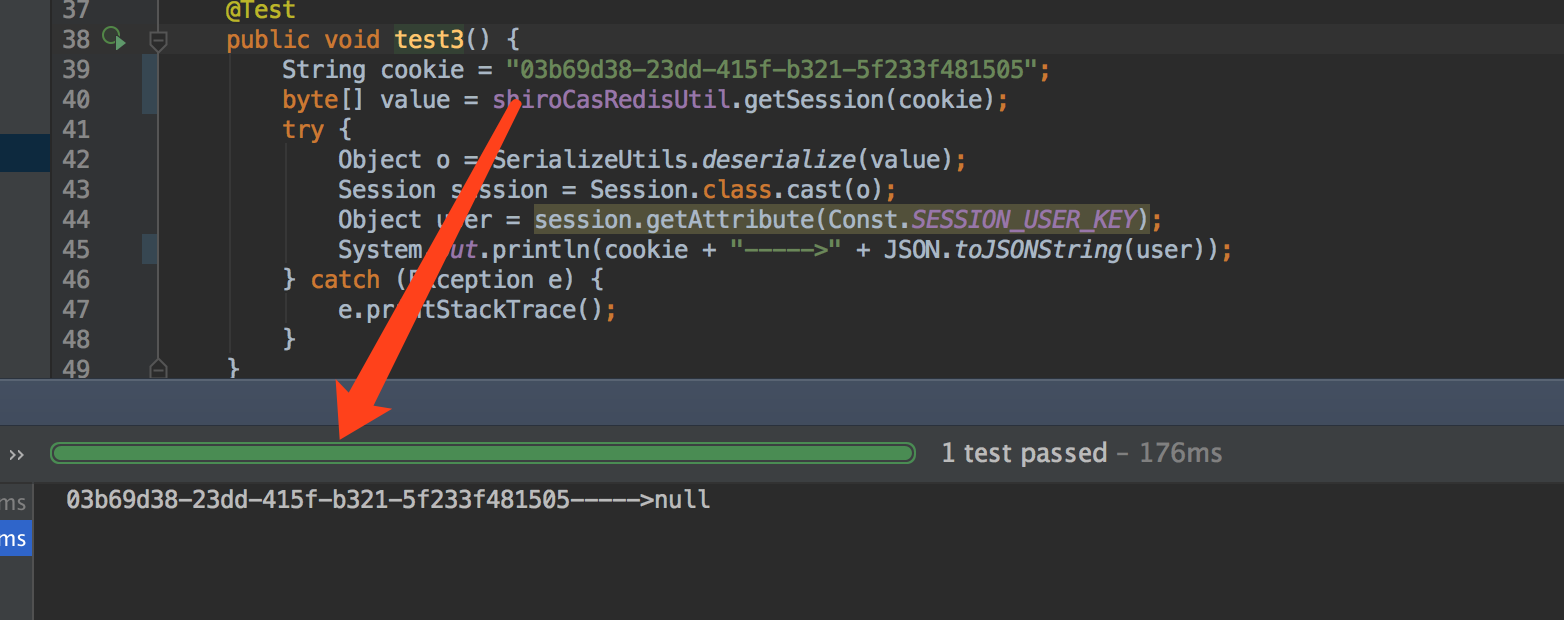 37 @Test
38 public void test3() {
39 String cookie = "03b69d38-23dd-415f-b321-5f233f481505";
40 byte[] value = shiroCasRedisUtil.getSession(cookie);
41 try {
42 Object o = SerializeUtils.deserialize(value);
43 Session session = Session.class.cast(o);
44 Object user = session.getAttribute(Const.SESSION_USER_KEY);
45 System.out.println(cookie + "----->" + JSON.toJSONString(user));
46 } catch (Exception e) {
47 e.printStackTrace();
48 }
49 }
›› 1 test passed – 176ms
ms 03b69d38-23dd-415f-b321-5f233f481505----->null
ms